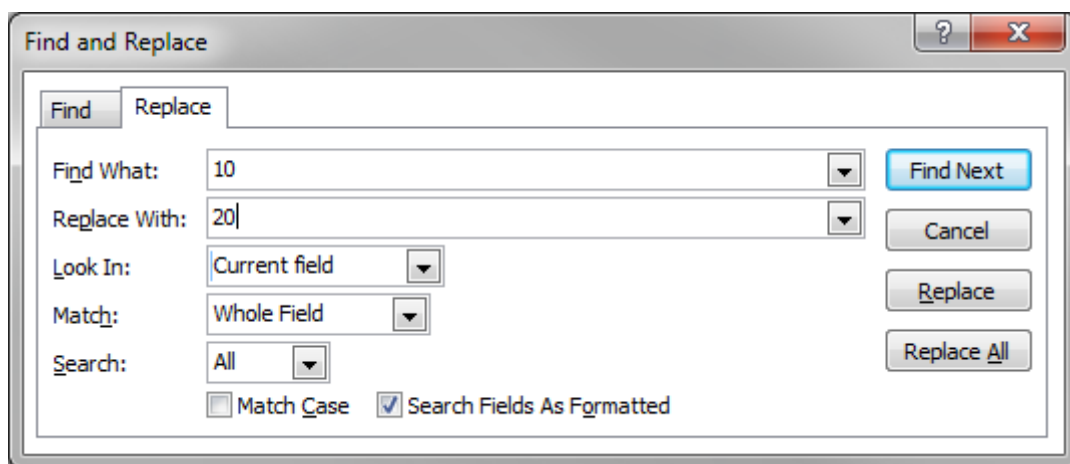 Find and Replace
Find Replace
Find What: 10 Find Next
Replace With: 20 Cancel
Look In: Current field
Replace
Match: Whole Field
Replace All
Search: All
Match Case Search Fields As Formatted